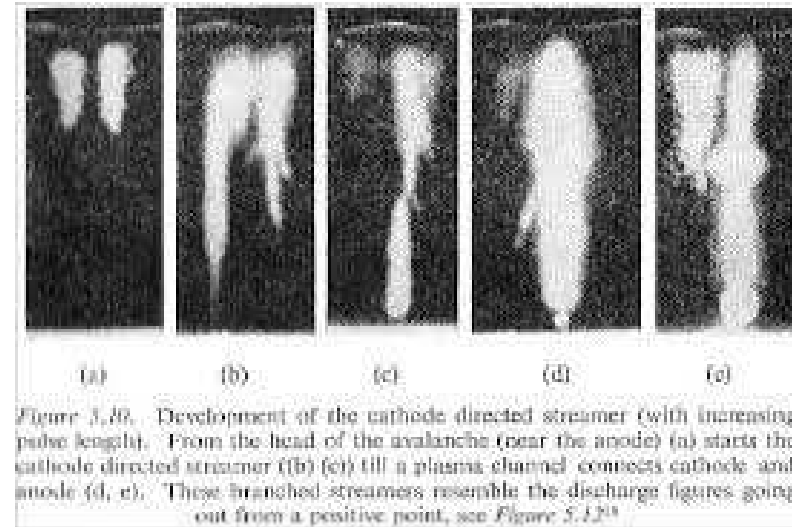 (a) (b) (c) (d) (e)
Figure 5.10. Development of the cathode directed streamer (with increasing
pulse length). From the head of the avalanche (near the anode) (a) starts the
cathode directed streamer ((b) (c)) till a plasma channel connects cathode and
anode (d, e). These branched streamers resemble the discharge figures going
out from a positive point, see Figure 5.12